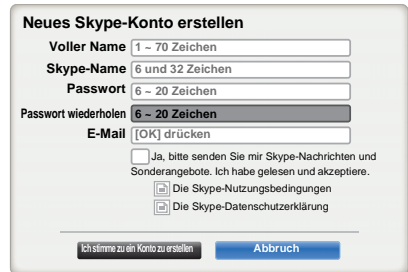 Neues Skype-Konto erstellen
Voller Name 1 ~ 70 Zeichen
Skype-Name 6 und 32 Zeichen
Passwort 6 ~ 20 Zeichen
Passwort wiederholen 6 ~ 20 Zeichen
E-Mail [OK] drücken
Ja, bitte senden Sie mir Skype-Nachrichten und
Sonderangebote. Ich habe gelesen und akzeptiere.
Die Skype-Nutzungsbedingungen
Die Skype-Datenschutzerklärung
Ich stimme zu ein Konto zu erstellen Abbruch